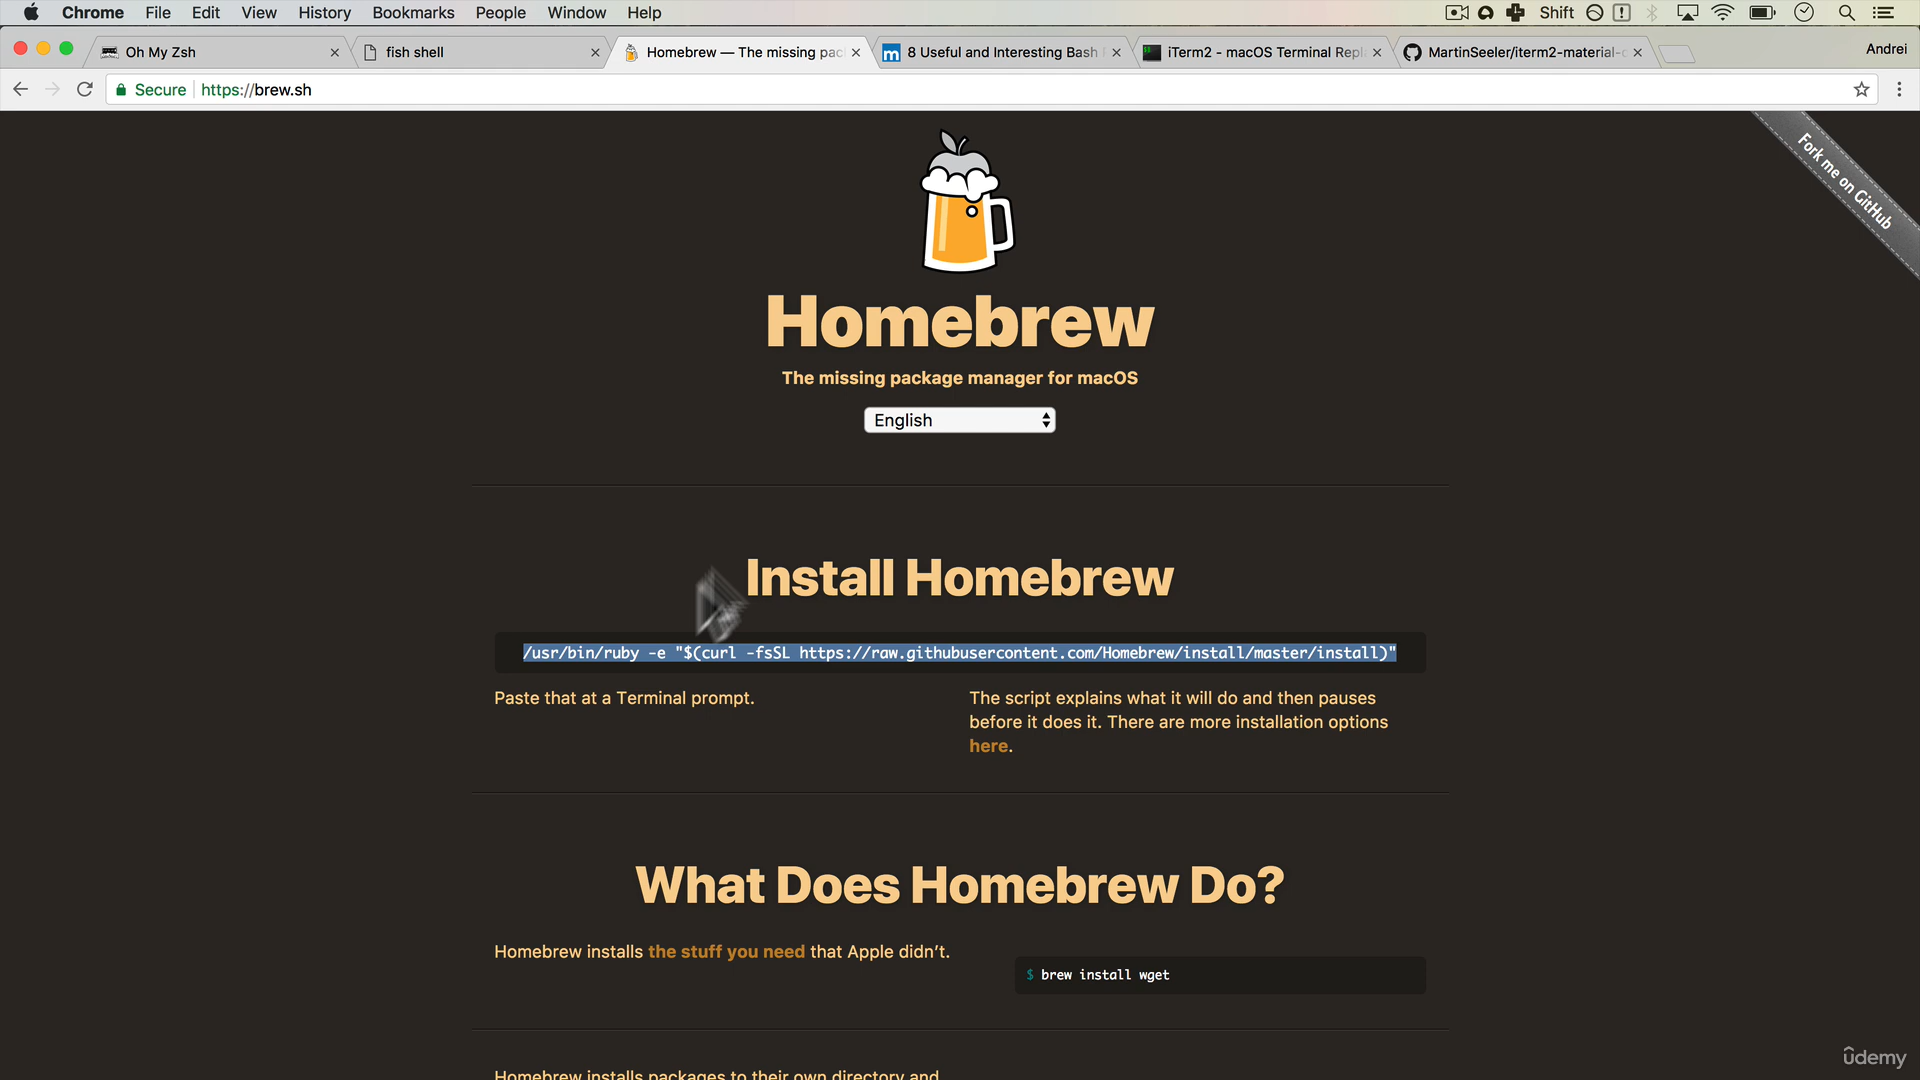 Chrome File Edit View History Bookmarks People Window Help Shift
Oh My Zsh fish shell Homebrew — The missing pac 8 Useful and Interesting Bash iTerm2 - macOS Terminal Repl MartinSeeler/iterm2-material- Andrei
Secure https://brew.sh
Fork me on GitHub
Homebrew
The missing package manager for macOS
English
Install Homebrew
/usr/bin/ruby -e "$(curl -fsSL https://raw.githubusercontent.com/Homebrew/install/master/install)"
Paste that at a Terminal prompt.
The script explains what it will do and then pauses
before it does it. There are more installation options
here.
What Does Homebrew Do?
Homebrew installs the stuff you need that Apple didn’t.
$ brew install wget
Homebrew installs packages to their own directory and
ûdemy